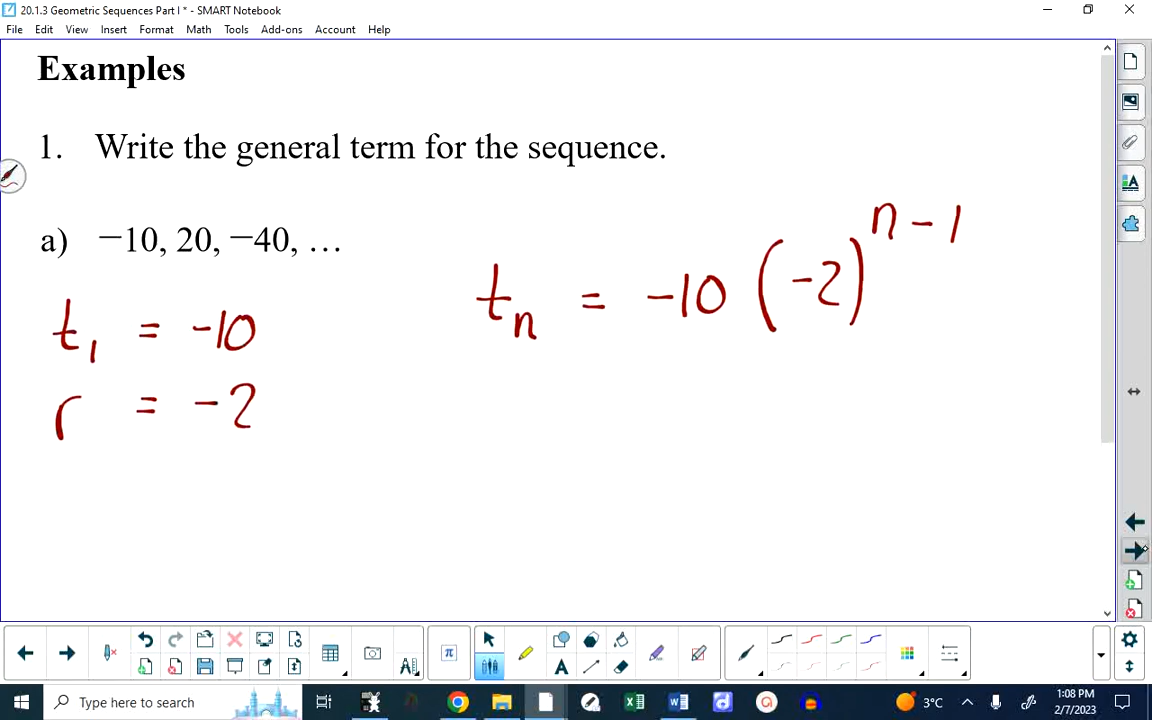 20.1.3 Geometric Sequences Part I * - SMART Notebook
File Edit View Insert Format Math Tools Add-ons Account Help
Examples
1. Write the general term for the sequence.
a) −10, 20, −40, …
t₁ = -10
r = -2
tₙ = -10 (-2)ⁿ⁻¹
π
A
Type here to search
3°C
1:08 PM
2/7/2023